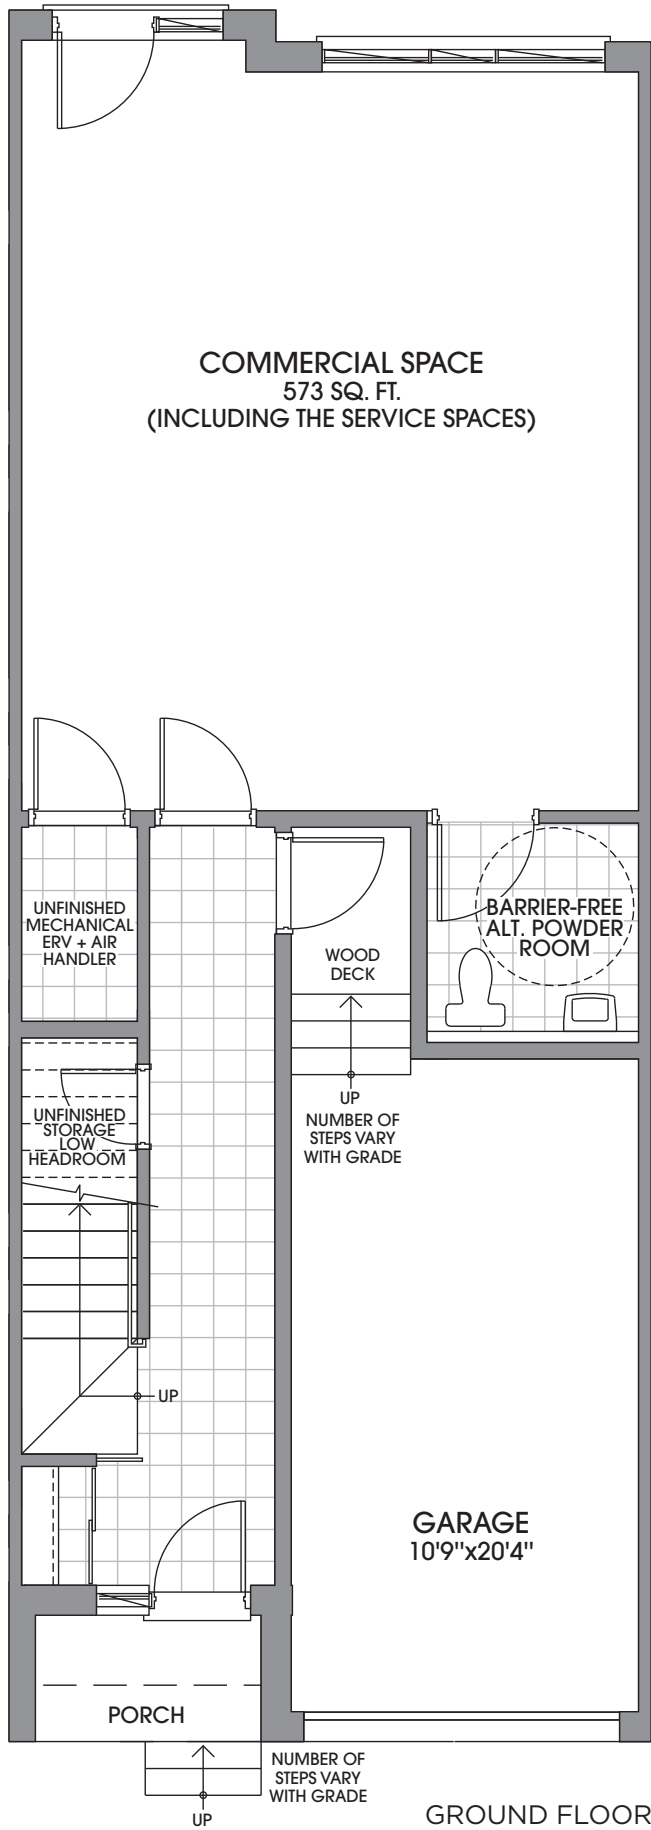 COMMERCIAL SPACE
573 SQ. FT.
(INCLUDING THE SERVICE SPACES)
UNFINISHED
MECHANICAL
ERV + AIR
HANDLER
WOOD
DECK
BARRIER-FREE
ALT. POWDER
ROOM
UP
NUMBER OF
STEPS VARY
WITH GRADE
UNFINISHED
STORAGE
LOW
HEADROOM
UP
GARAGE
10'9"x20'4"
PORCH
NUMBER OF
STEPS VARY
WITH GRADE
UP
GROUND FLOOR